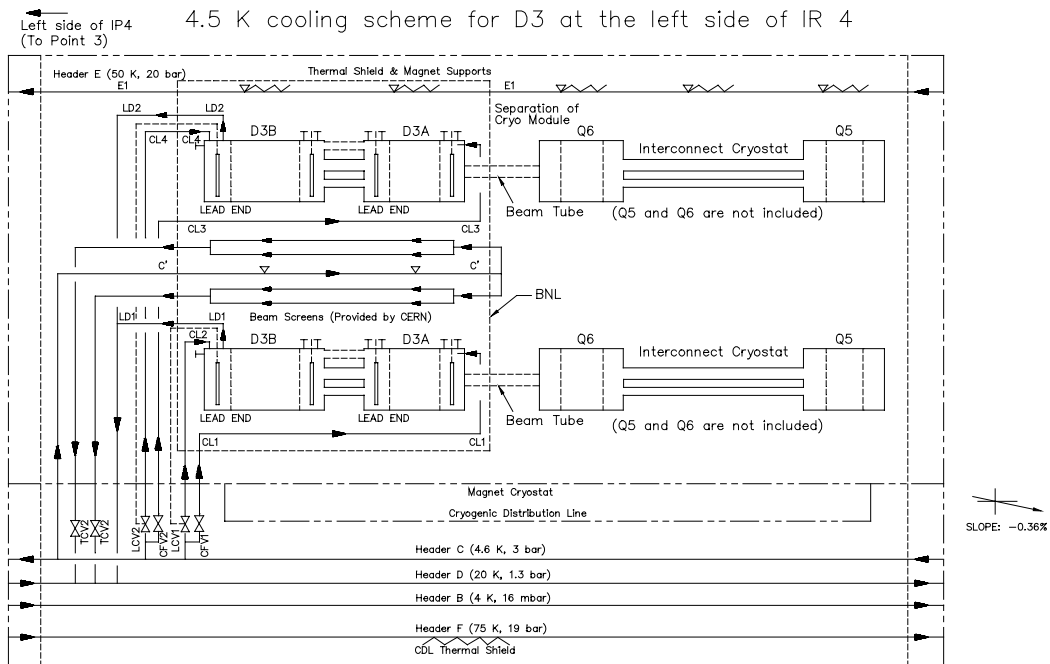 4.5 K cooling scheme for D3 at the left side of IR 4
Left side of IP4
(To Point 3)
Header E (50 K, 20 bar)
Thermal Shield & Magnet Supports
E1
E1
LD2
LD2
Separation of
Cryo Module
CL4
CL4
D3B
D3A
Q6
Q5
Interconnect Cryostat
LEAD END
LEAD END
Beam Tube
(Q5 and Q6 are not included)
CL3
CL3
C'
C'
BNL
Beam Screens (Provided by CERN)
LD1
LD1
CL2
D3B
D3A
Q6
Q5
Interconnect Cryostat
LEAD END
LEAD END
Beam Tube
(Q5 and Q6 are not included)
CL1
CL1
Magnet Cryostat
Cryogenic Distribution Line
TCV2
TCV2
LCV2
CFV2
LCV1
CFV1
SLOPE: -0.36%
Header C (4.6 K, 3 bar)
Header D (20 K, 1.3 bar)
Header B (4 K, 16 mbar)
Header F (75 K, 19 bar)
CDL Thermal Shield